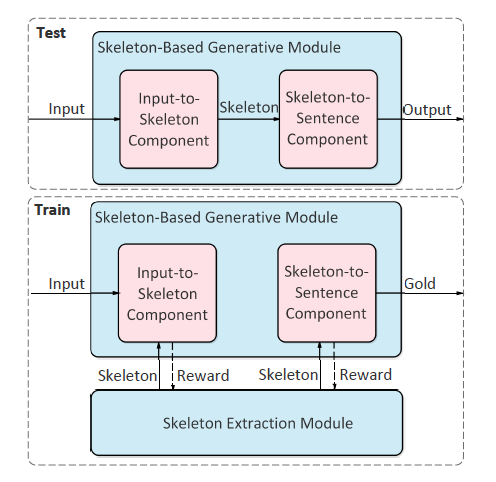 Test
Skeleton-Based Generative Module
Input
Input-to-
Skeleton
Component
Skeleton
Skeleton-to-
Sentence
Component
Output
Train
Skeleton-Based Generative Module
Input
Input-to-
Skeleton
Component
Skeleton-to-
Sentence
Component
Gold
Skeleton
Reward
Skeleton
Reward
Skeleton Extraction Module